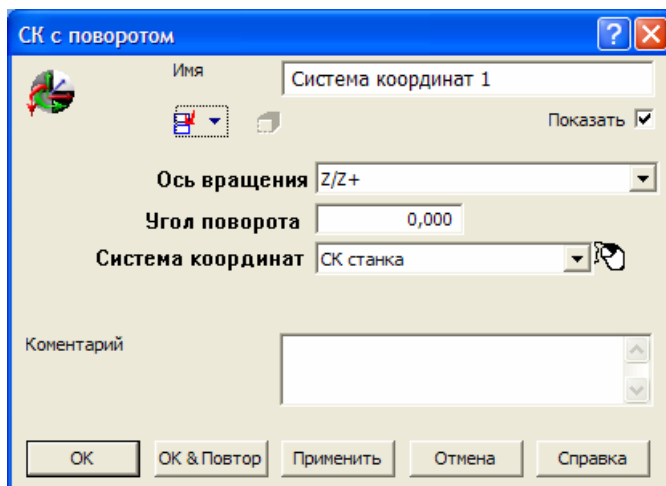 СК с поворотом
Имя
Система координат 1
Показать
Ось вращения Z/Z+
Угол поворота 0,000
Система координат СК станка
Коментарий
OK
OK & Повтор
Применить
Отмена
Справка